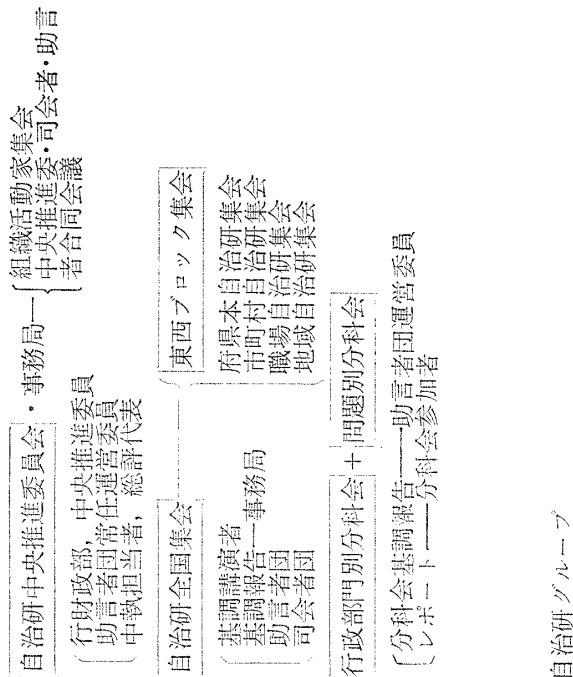 自治研中央推進委員会・事務局
組織活動家集会
中央推進委・司会者・助言
者合同会議
行財政部，中央推進委員
助言者団常任運営委員
中執担当者，総評代表
自治研全国集会
東西ブロック集会
基調講演者
基調報告―事務局
助言者団
司会者団
府県本自治研集会
市町村自治研集会
職場自治研集会
地域自治研集会
行政部門別分科会＋問題別分科会
分科会基調報告――助言者団運営委員
レポート――分科会参加者
自治研グループ